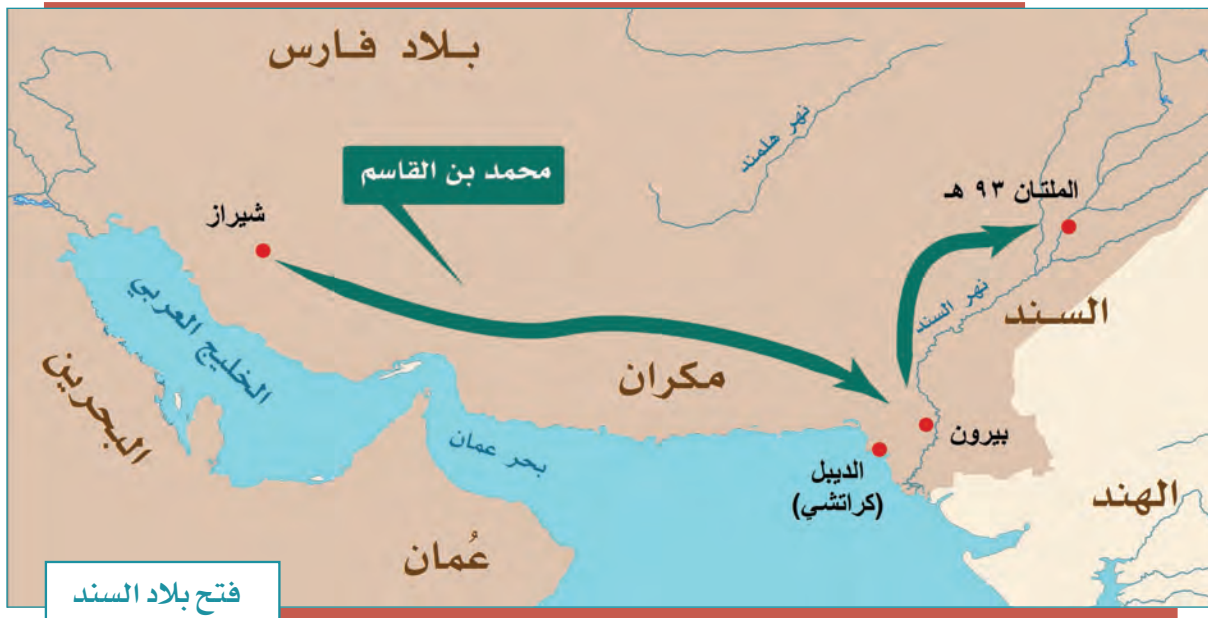 بلاد فارس
نهر هلمند
محمد بن القاسم
الملتان ٩٣ هـ
شيراز
نهر السند
السند
الخليج العربي
مكران
البحرين
بيرون
بحر عمان
الديبل
(كراتشي)
الهند
عُمان
فتح بلاد السند